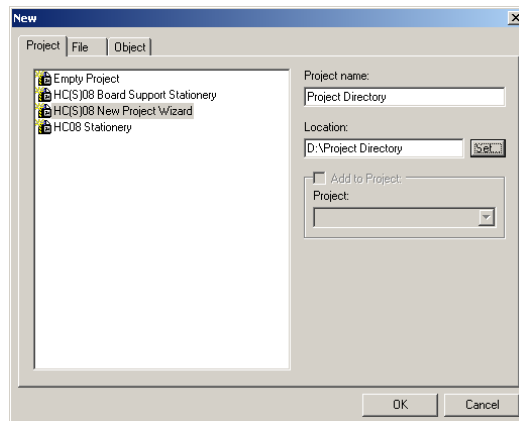 New
Project File Object
Empty Project
HC(S)08 Board Support Stationery
HC(S)08 New Project Wizard
HC08 Stationery
Project name:
Project Directory
Location:
D:\Project Directory
Set...
Add to Project:
Project:
OK Cancel